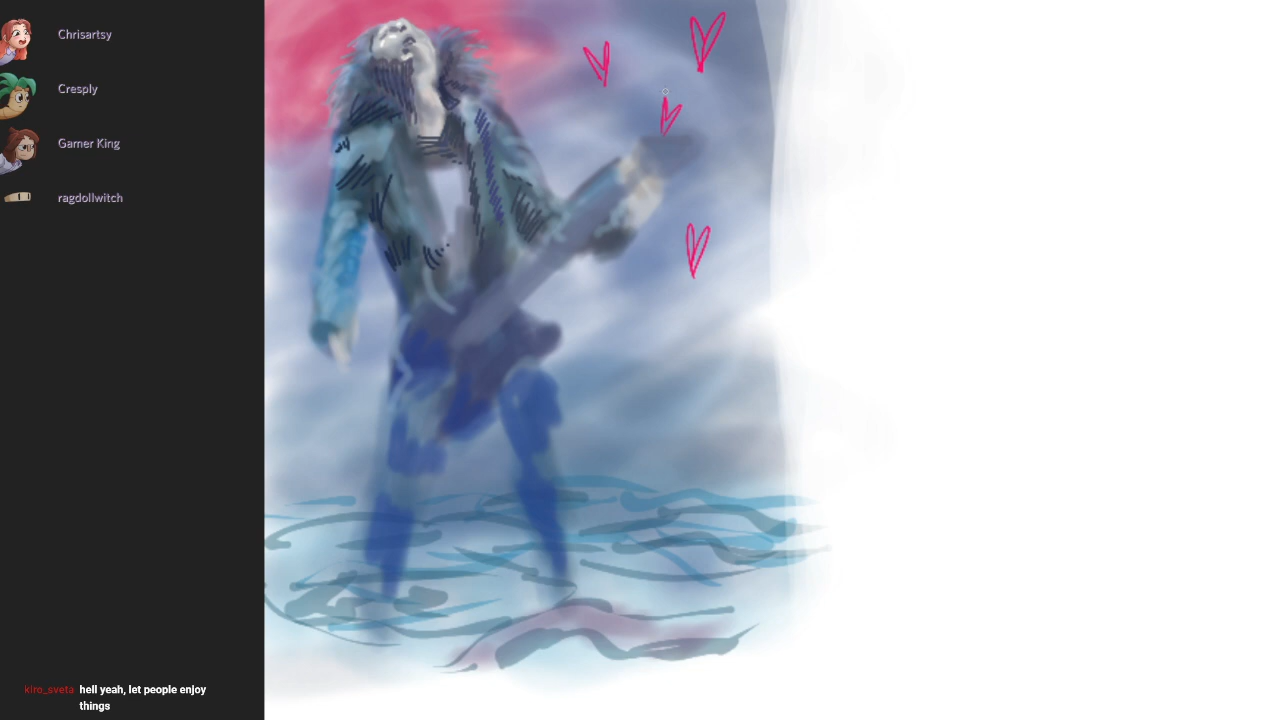 Chrisartsy
Cresply
Gamer King
ragdollwitch
kiro_sveta hell yeah, let people enjoy
things